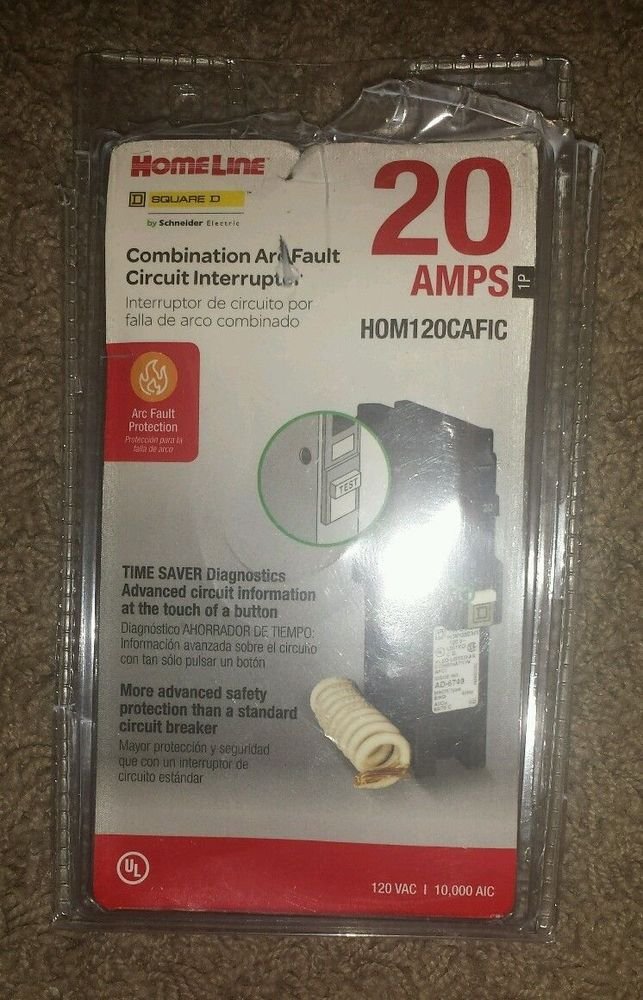 HOMELINE
SQUARE D
by Schneider Electric
20
AMPS
1P
Combination Arc Fault
Circuit Interrupter
Interruptor de circuito por
falla de arco combinado
HOM120CAFIC
Arc Fault
Protection
Protección para la
falla de arco
TEST
TIME SAVER Diagnostics
Advanced circuit information
at the touch of a button
Diagnóstico AHORRADOR DE TIEMPO:
Información avanzada sobre el circuito
con tan sólo pulsar un botón
More advanced safety
protection than a standard
circuit breaker
Mayor protección y seguridad
que con un interruptor de
circuito estándar
AD-6749
UL
120 VAC | 10,000 AIC